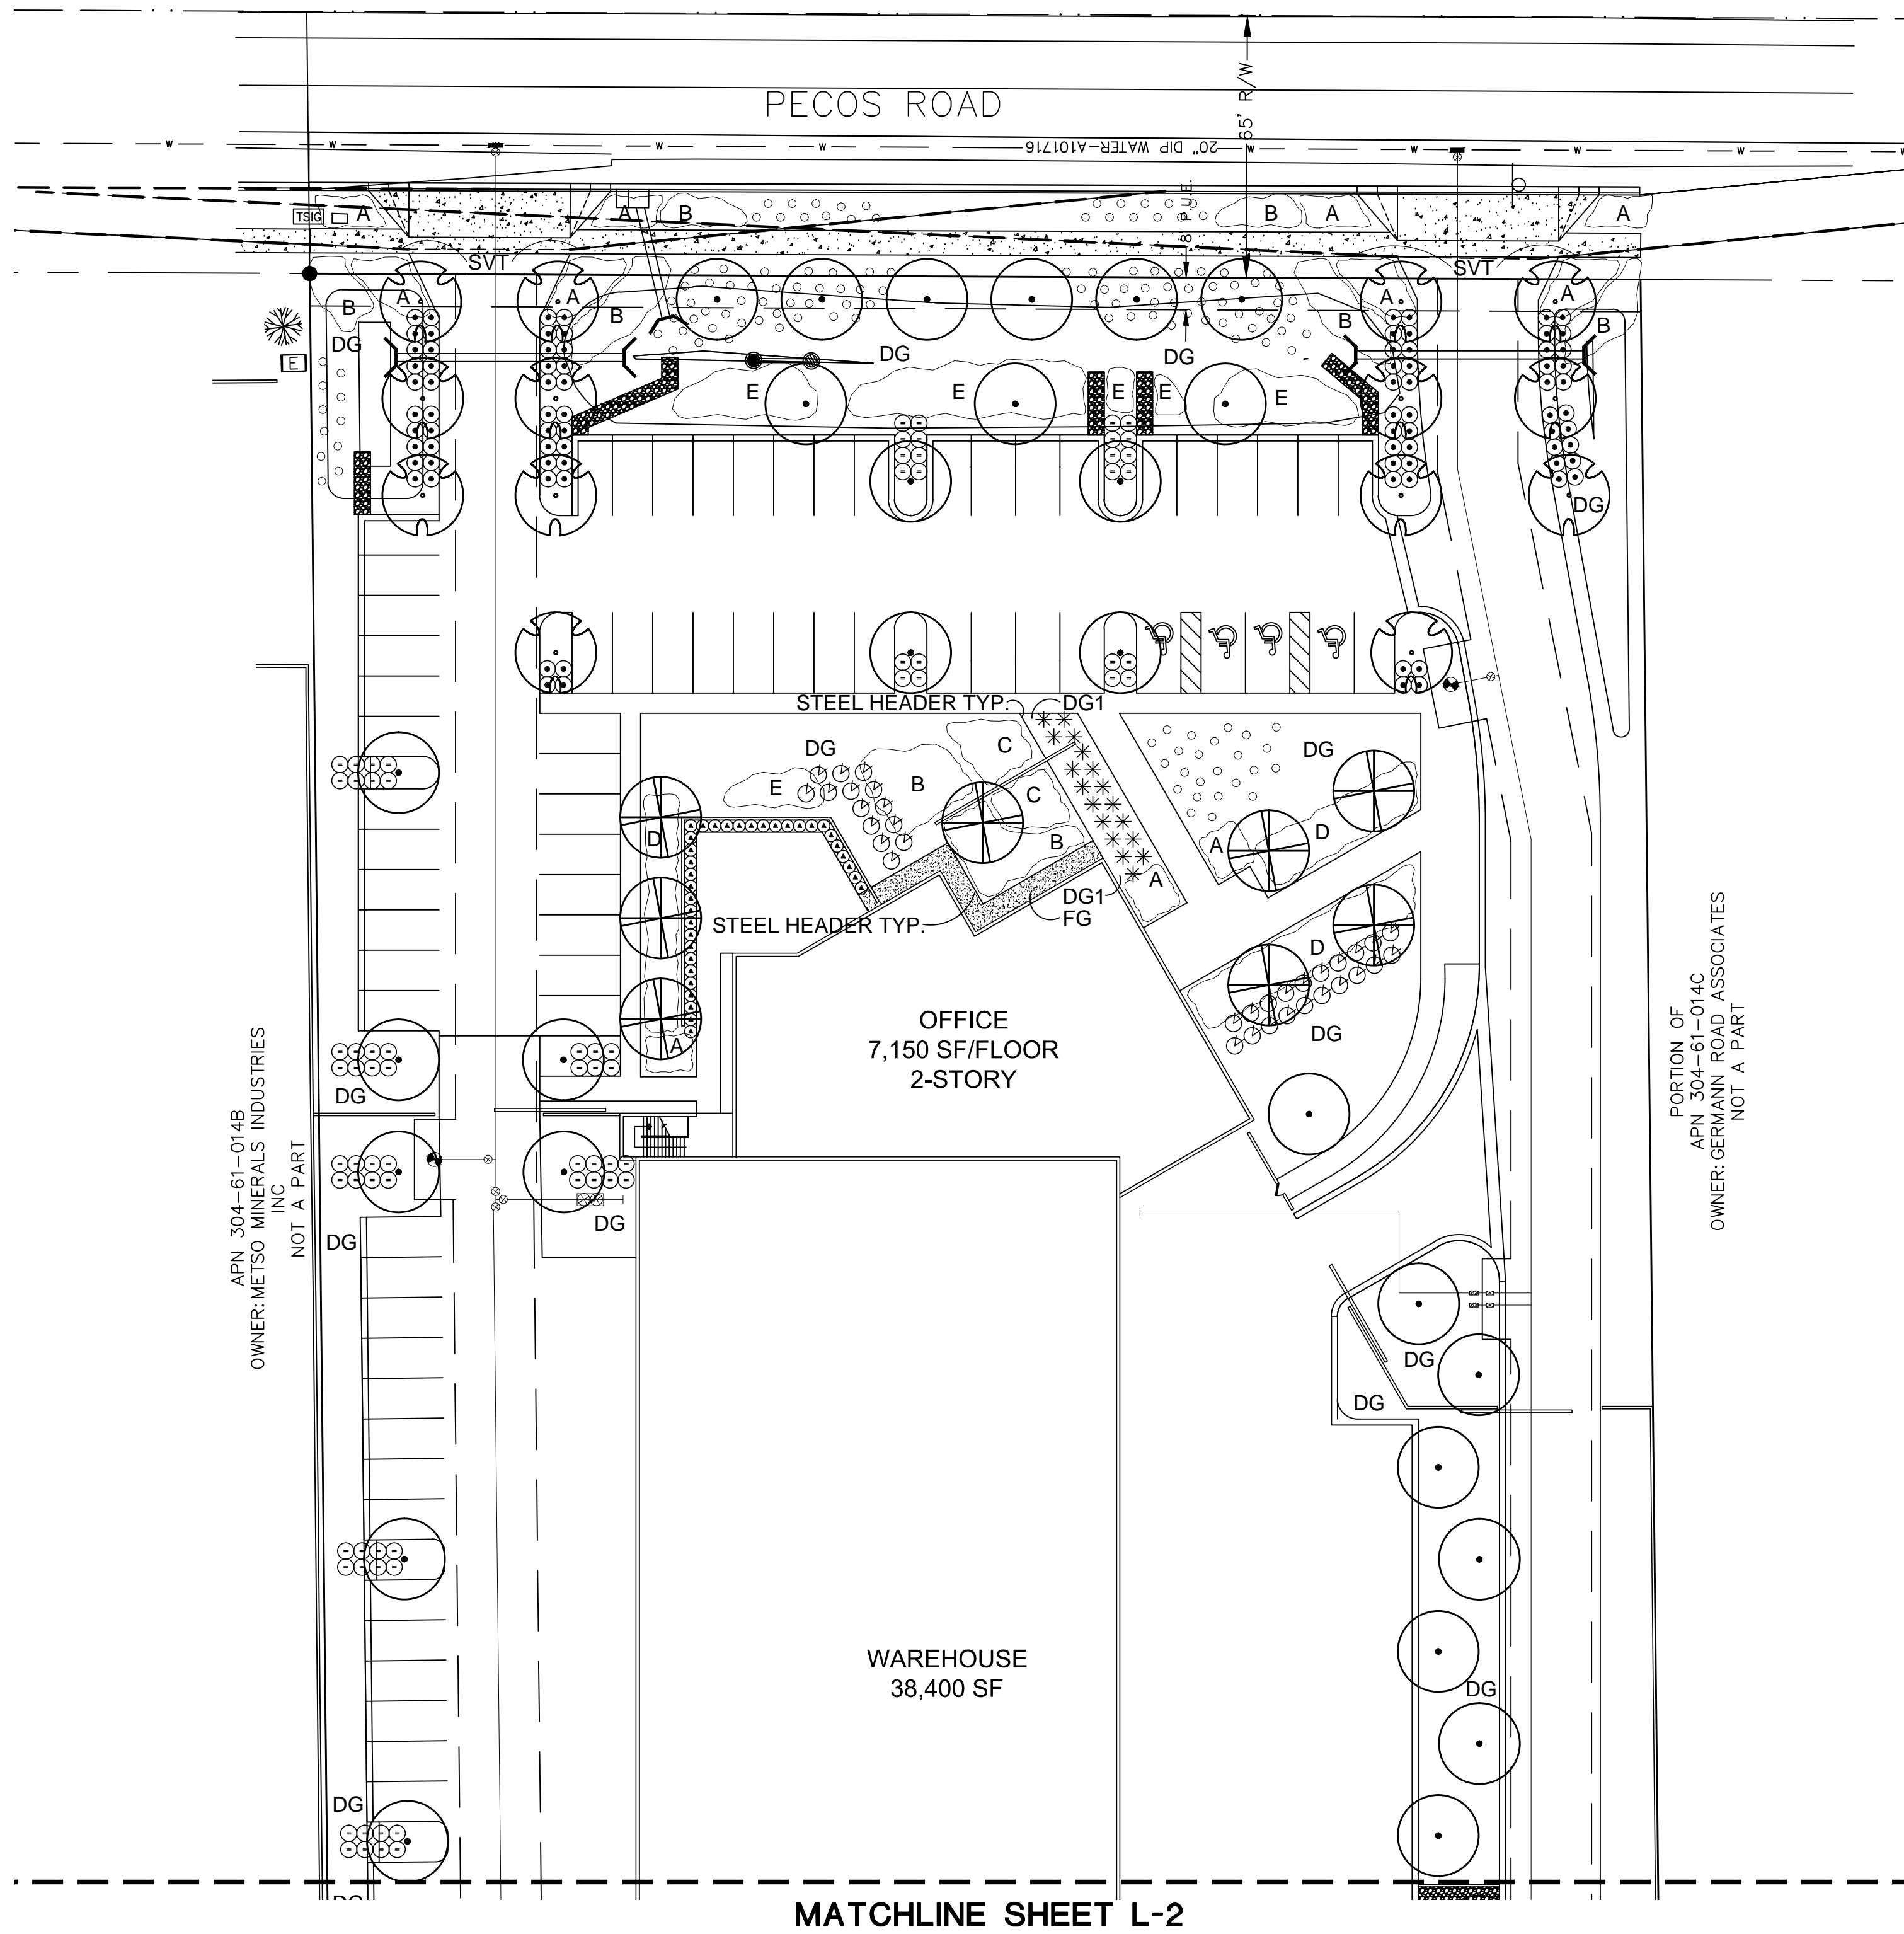 PECOS ROAD
65' R/W
20" DIP WATER-A101716
W W W W W W W W W W
8' P.U.E.
TSIG
A
A
B
B
A
A
SVT
SVT
B
A
A
B
A
B
A
B
E
DG
DG
DG
E
E
E
E
E
DG
STEEL HEADER TYP.
DG1
DG
C
DG
E
B
C
D
B
A
D
A
DG1
FG
STEEL HEADER TYP.
D
DG
A
OFFICE
7,150 SF/FLOOR
2-STORY
DG
DG
DG
APN 304-61-014B
OWNER: METSO MINERALS INDUSTRIES
INC
NOT A PART
PORTION OF
APN 304-61-014C
OWNER: GERMANN ROAD ASSOCIATES
NOT A PART
DG
DG
WAREHOUSE
38,400 SF
DG
DG
DG
MATCHLINE SHEET L-2